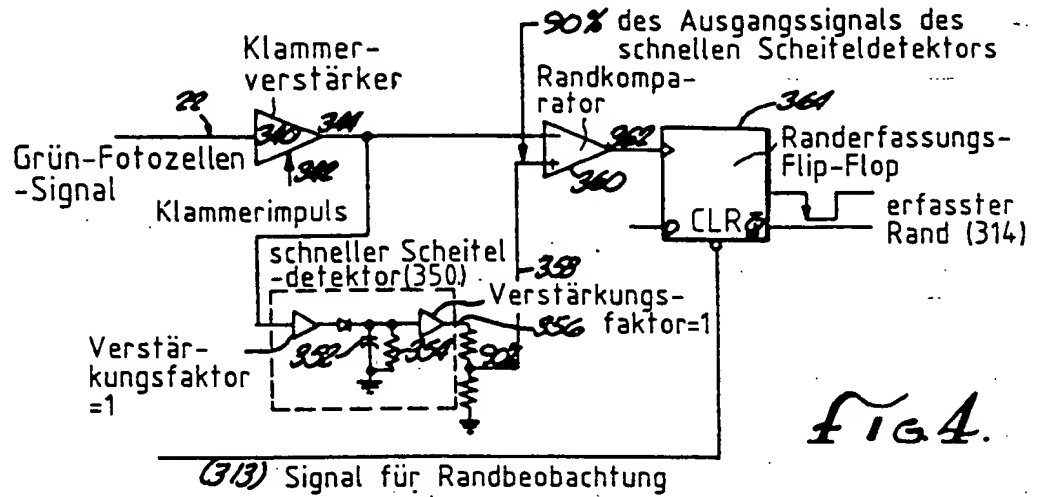 90% des Ausgangssignals des
schnellen Scheiteldetektors
Klammer-
verstärker
Randkompa-
rator
364
22
340
344
362
Randerfassungs-
Flip-Flop
Grün-Fotozellen
-Signal
342
360
Klammerimpuls
CLR
erfasster
Rand (314)
schneller Scheitel
-detektor(350)
358
Verstärkungs-
faktor=1
356
Verstär-
kungsfaktor
=1
352
354
90%
fig 4.
(313) Signal für Randbeobachtung